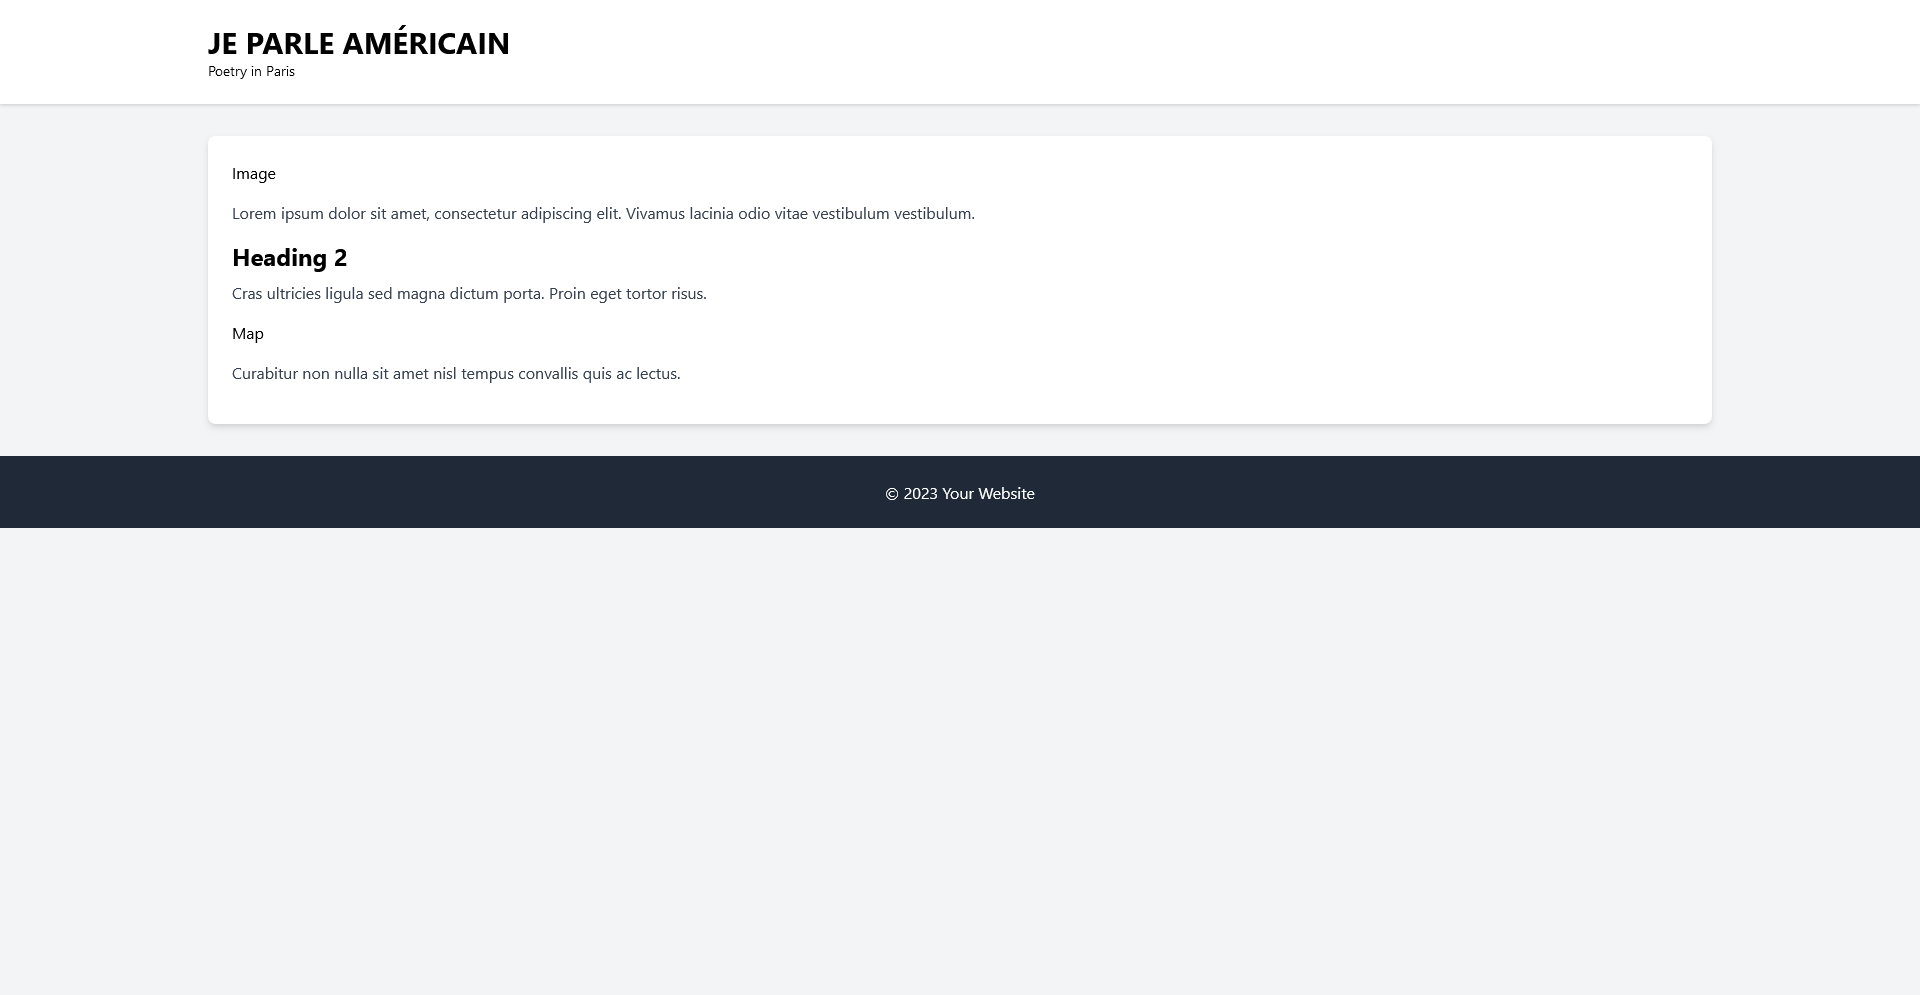 JE PARLE AMÉRICAIN
Poetry in Paris
Image
Lorem ipsum dolor sit amet, consectetur adipiscing elit. Vivamus lacinia odio vitae vestibulum vestibulum.
Heading 2
Cras ultricies ligula sed magna dictum porta. Proin eget tortor risus.
Map
Curabitur non nulla sit amet nisl tempus convallis quis ac lectus.
© 2023 Your Website